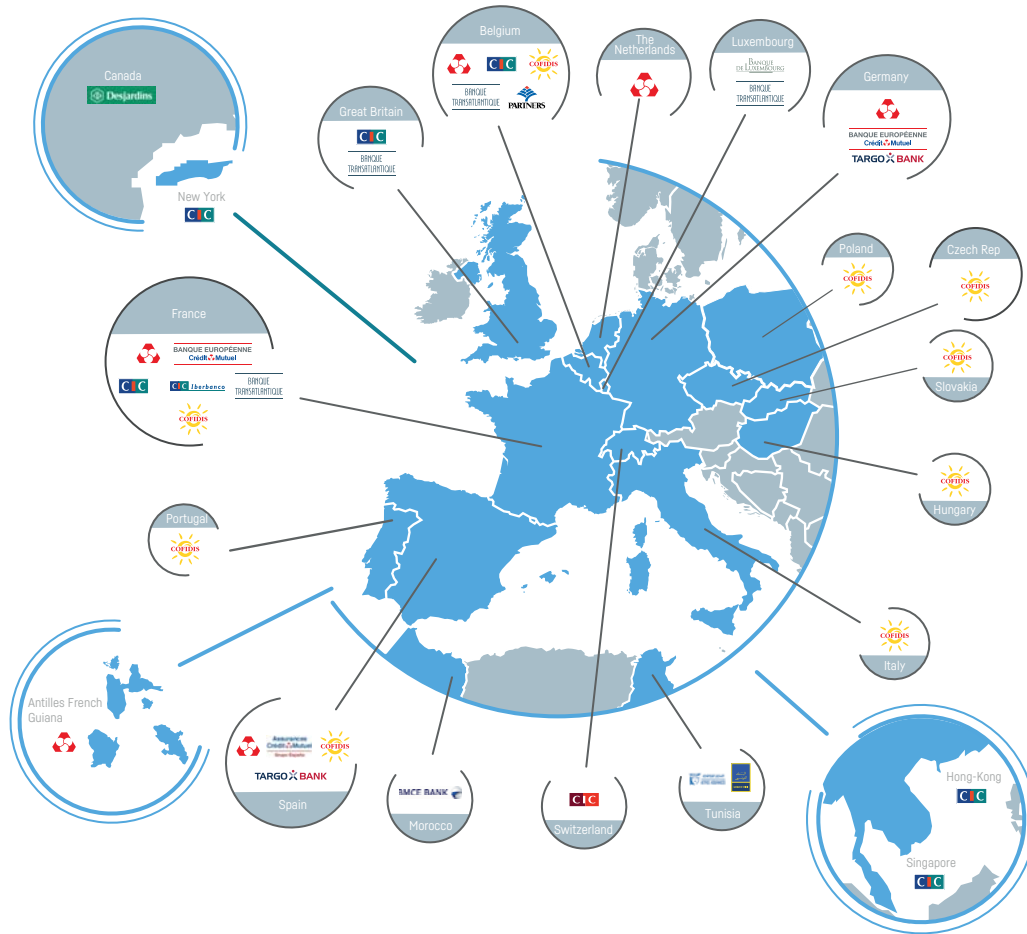 Canada
Desjardins
New York
CIC
Great Britain
CIC
BANQUE
TRANSATLANTIQUE
Belgium
CIC
COFIDIS
BANQUE
TRANSATLANTIQUE
PARTNERS
The
Netherlands
Luxembourg
BANQUE
DE LUXEMBOURG
BANQUE
TRANSATLANTIQUE
Germany
BANQUE EUROPÉENNE
Crédit Mutuel
TARGO BANK
Poland
COFIDIS
Czech Rep
COFIDIS
Slovakia
COFIDIS
Hungary
COFIDIS
France
BANQUE EUROPÉENNE
Crédit Mutuel
CIC
CIC Iberbanco
BANQUE
TRANSATLANTIQUE
COFIDIS
Portugal
COFIDIS
Italy
COFIDIS
Antilles French
Guiana
Assurances
Crédit Mutuel
COFIDIS
TARGO BANK
Spain
BMCE BANK
Morocco
CIC
Switzerland
Tunisia
Hong-Kong
CIC
Singapore
CIC